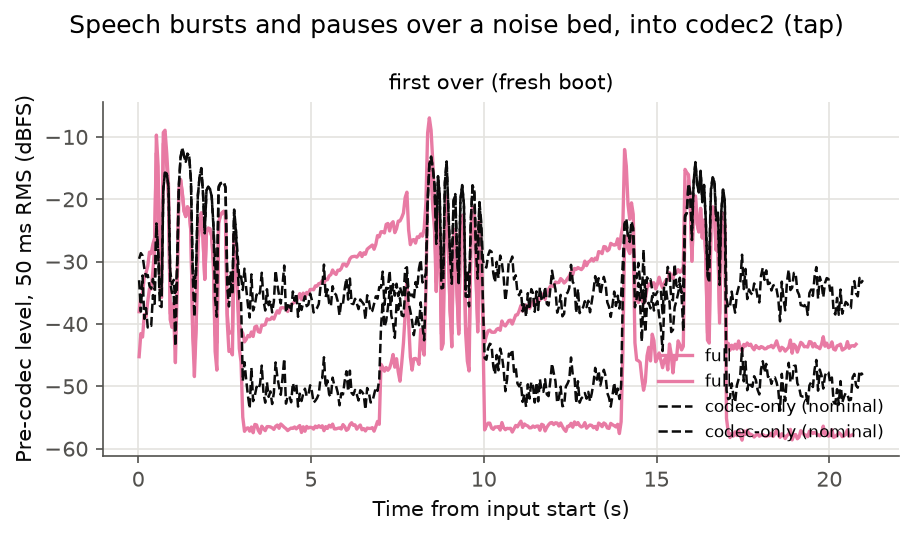 Speech bursts and pauses over a noise bed, into codec2 (tap)
first over (fresh boot)
Pre-codec level, 50 ms RMS (dBFS)
−10
−20
−30
−40
−50
−60
full
full
codec-only (nominal)
codec-only (nominal)
0
5
10
15
20
Time from input start (s)